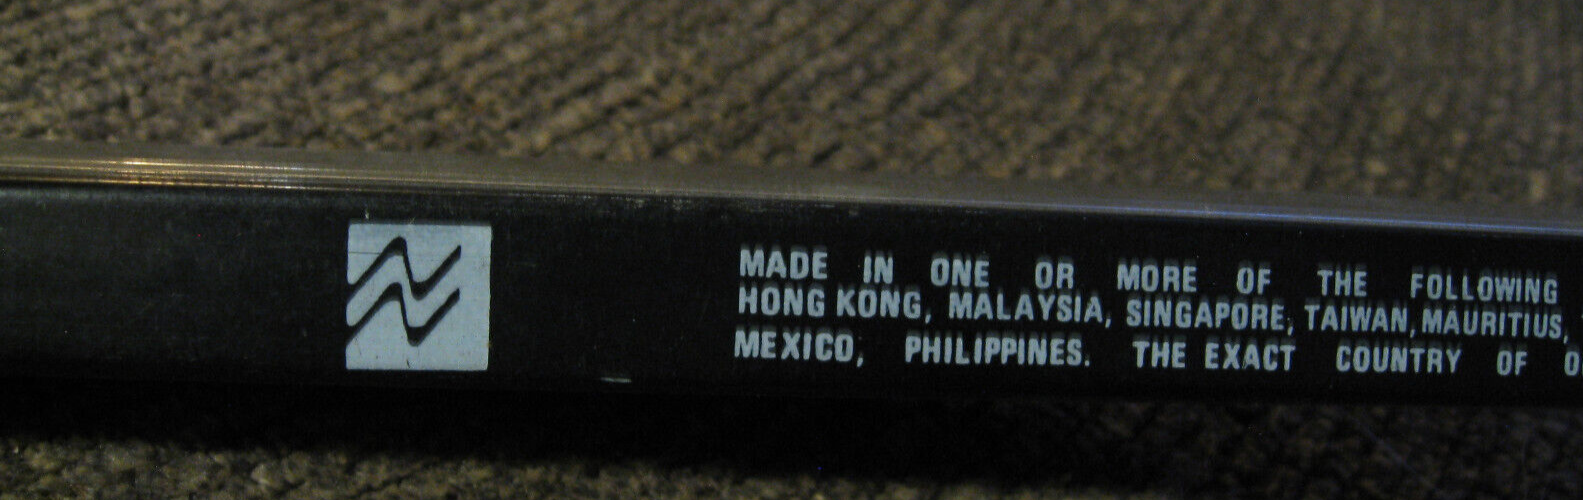 MADE IN ONE OR MORE OF THE FOLLOWING
HONG KONG, MALAYSIA, SINGAPORE, TAIWAN, MAURITIUS,
MEXICO, PHILIPPINES. THE EXACT COUNTRY OF